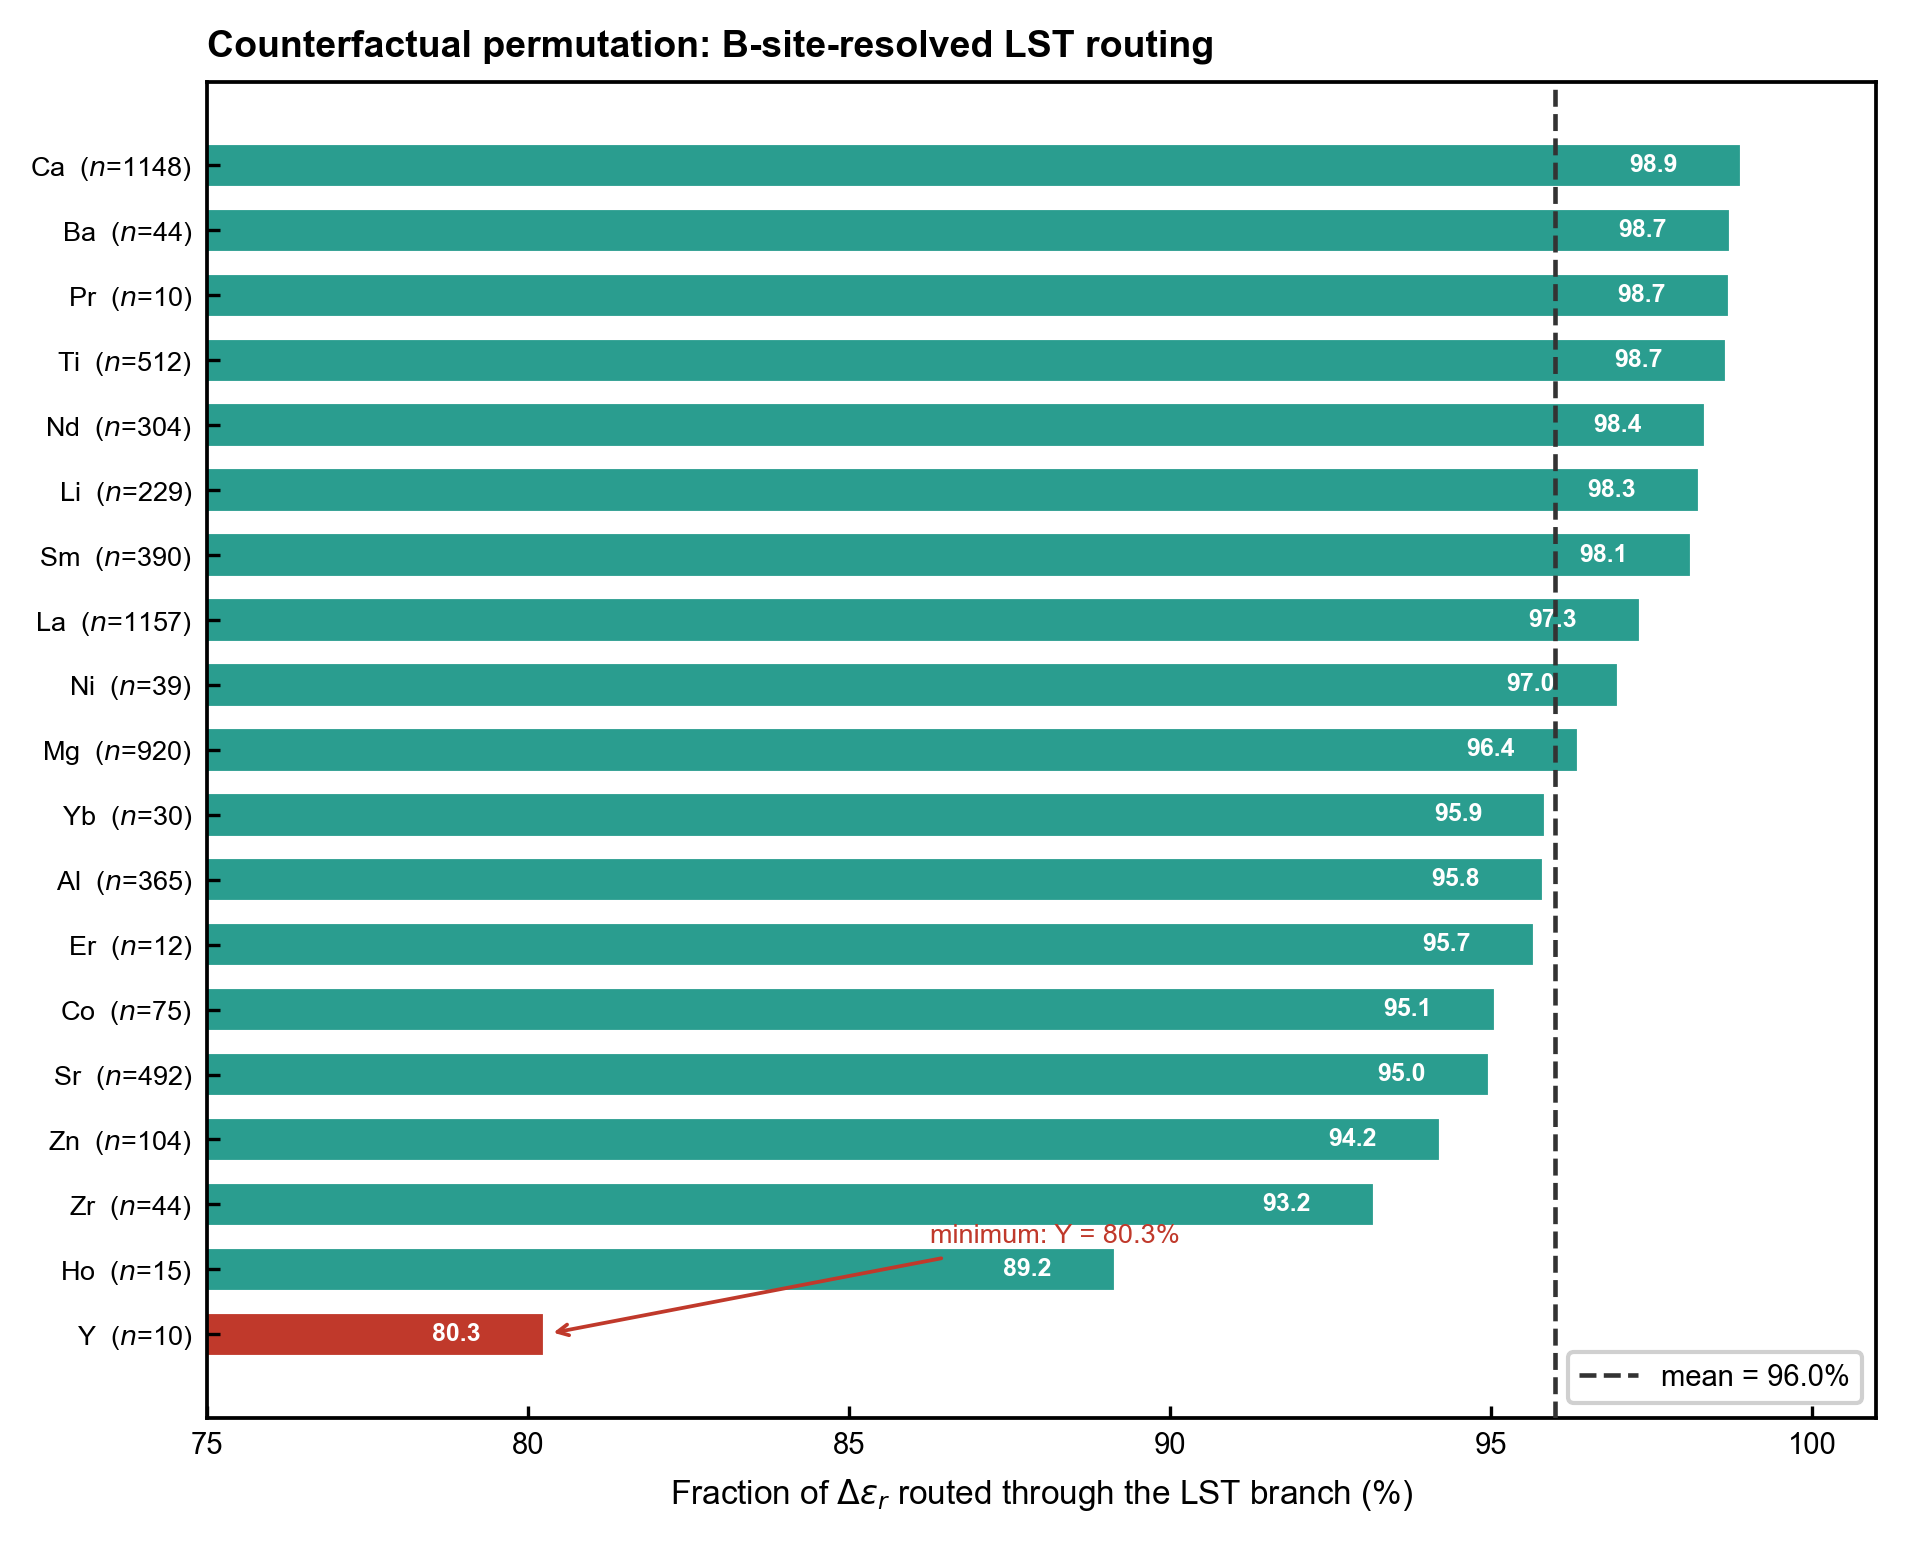 Counterfactual permutation: B-site-resolved LST routing
Ca (n=1148) 98.9
Ba (n=44) 98.7
Pr (n=10) 98.7
Ti (n=512) 98.7
Nd (n=304) 98.4
Li (n=229) 98.3
Sm (n=390) 98.1
La (n=1157) 97.3
Ni (n=39) 97.0
Mg (n=920) 96.4
Yb (n=30) 95.9
Al (n=365) 95.8
Er (n=12) 95.7
Co (n=75) 95.1
Sr (n=492) 95.0
Zn (n=104) 94.2
Zr (n=44) 93.2
minimum: Y = 80.3%
Ho (n=15) 89.2
Y (n=10) 80.3
mean = 96.0%
75 80 85 90 95 100
Fraction of Δεr routed through the LST branch (%)